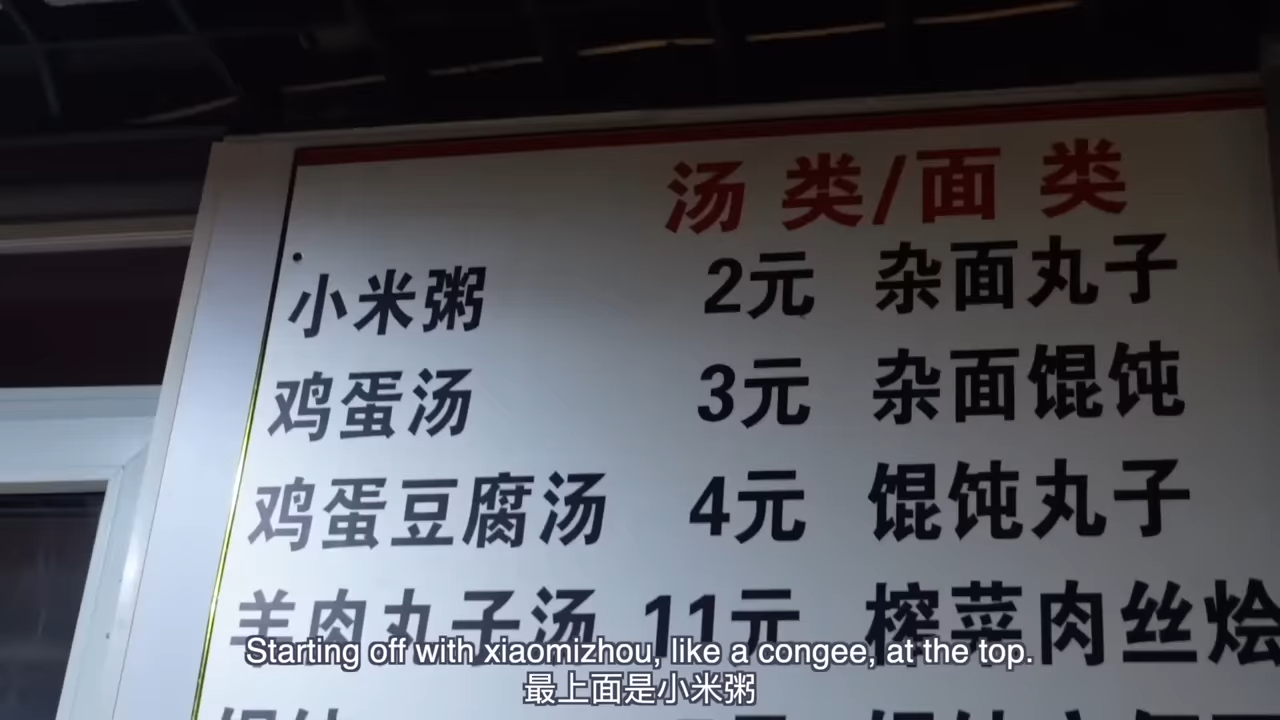 汤类/面类
小米粥 2元 杂面丸子
鸡蛋汤 3元 杂面馄饨
鸡蛋豆腐汤 4元 馄饨丸子
羊肉丸子汤 11元 榨菜肉丝烩
Starting off with xiaomizhou, like a congee, at the top.
最上面是小米粥